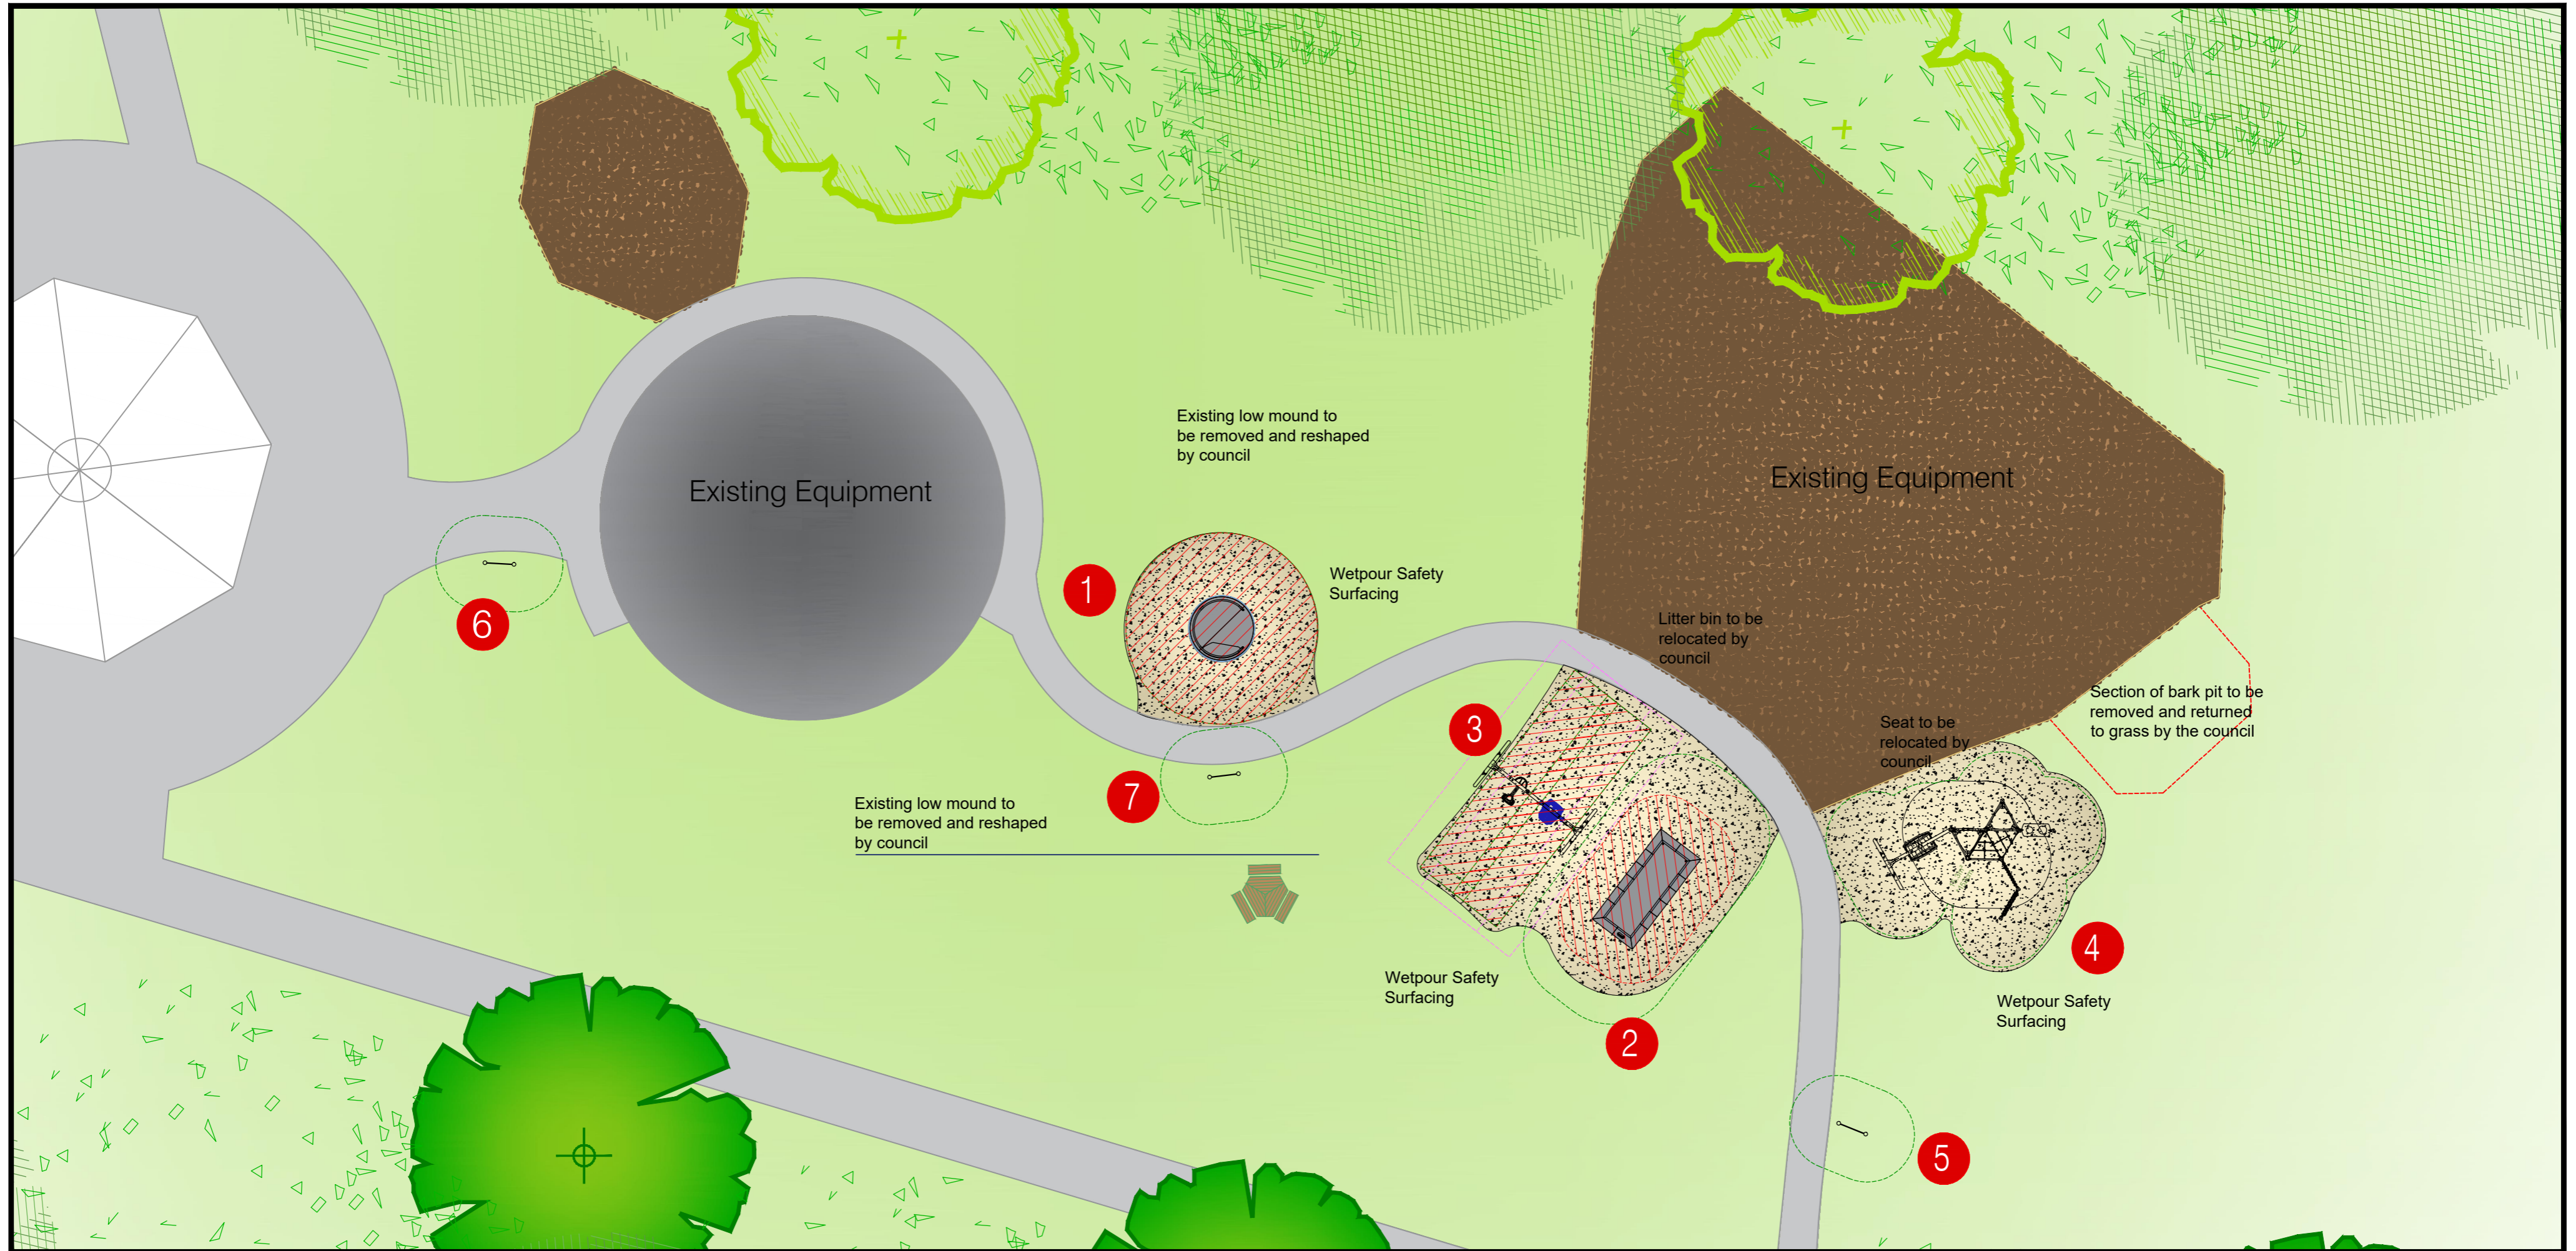 Existing low mound to
be removed and reshaped
by council
Existing Equipment
Existing Equipment
1
Wetpour Safety
Surfacing
6
Litter bin to be
relocated by
council
Section of bark pit to be
removed and returned
to grass by the council
3
Seat to be
relocated by
council
7
Existing low mound to
be removed and reshaped
by council
Wetpour Safety
Surfacing
4
Wetpour Safety
Surfacing
2
5